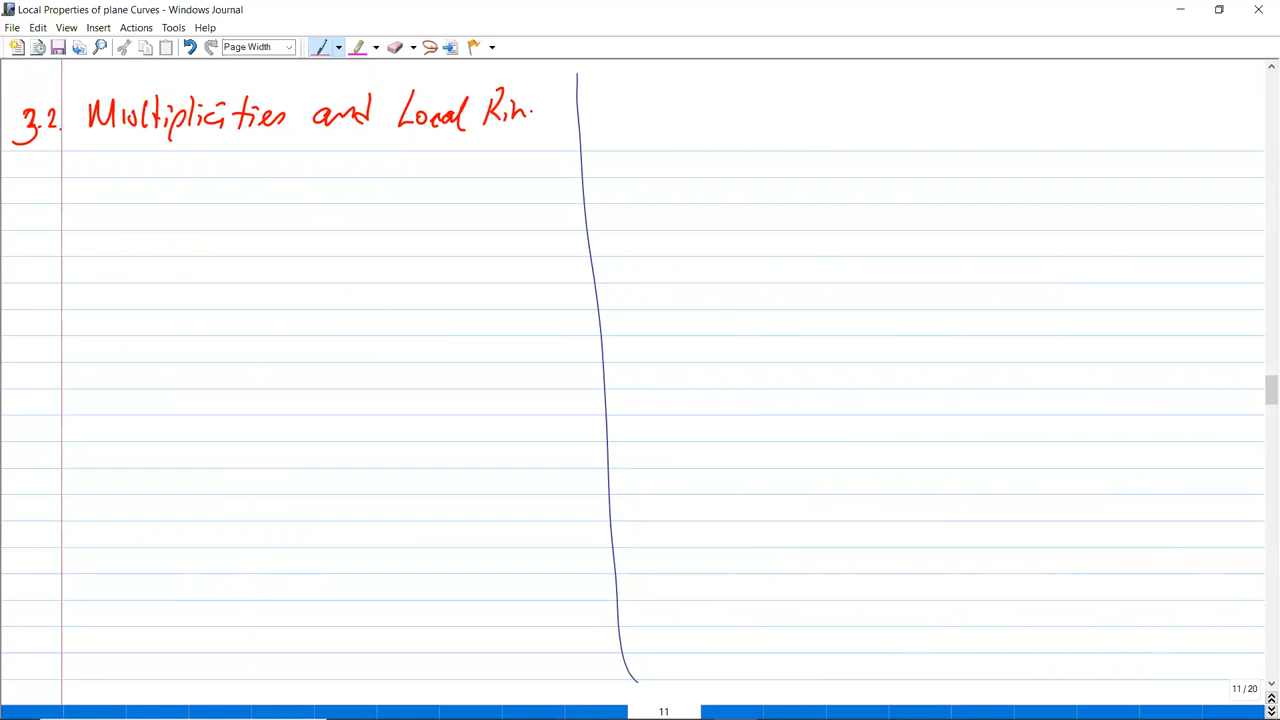 Local Properties of plane Curves - Windows Journal
File Edit View Insert Actions Tools Help
Page Width
3.2. Multiplicities and Local Rin.
11 / 20
11